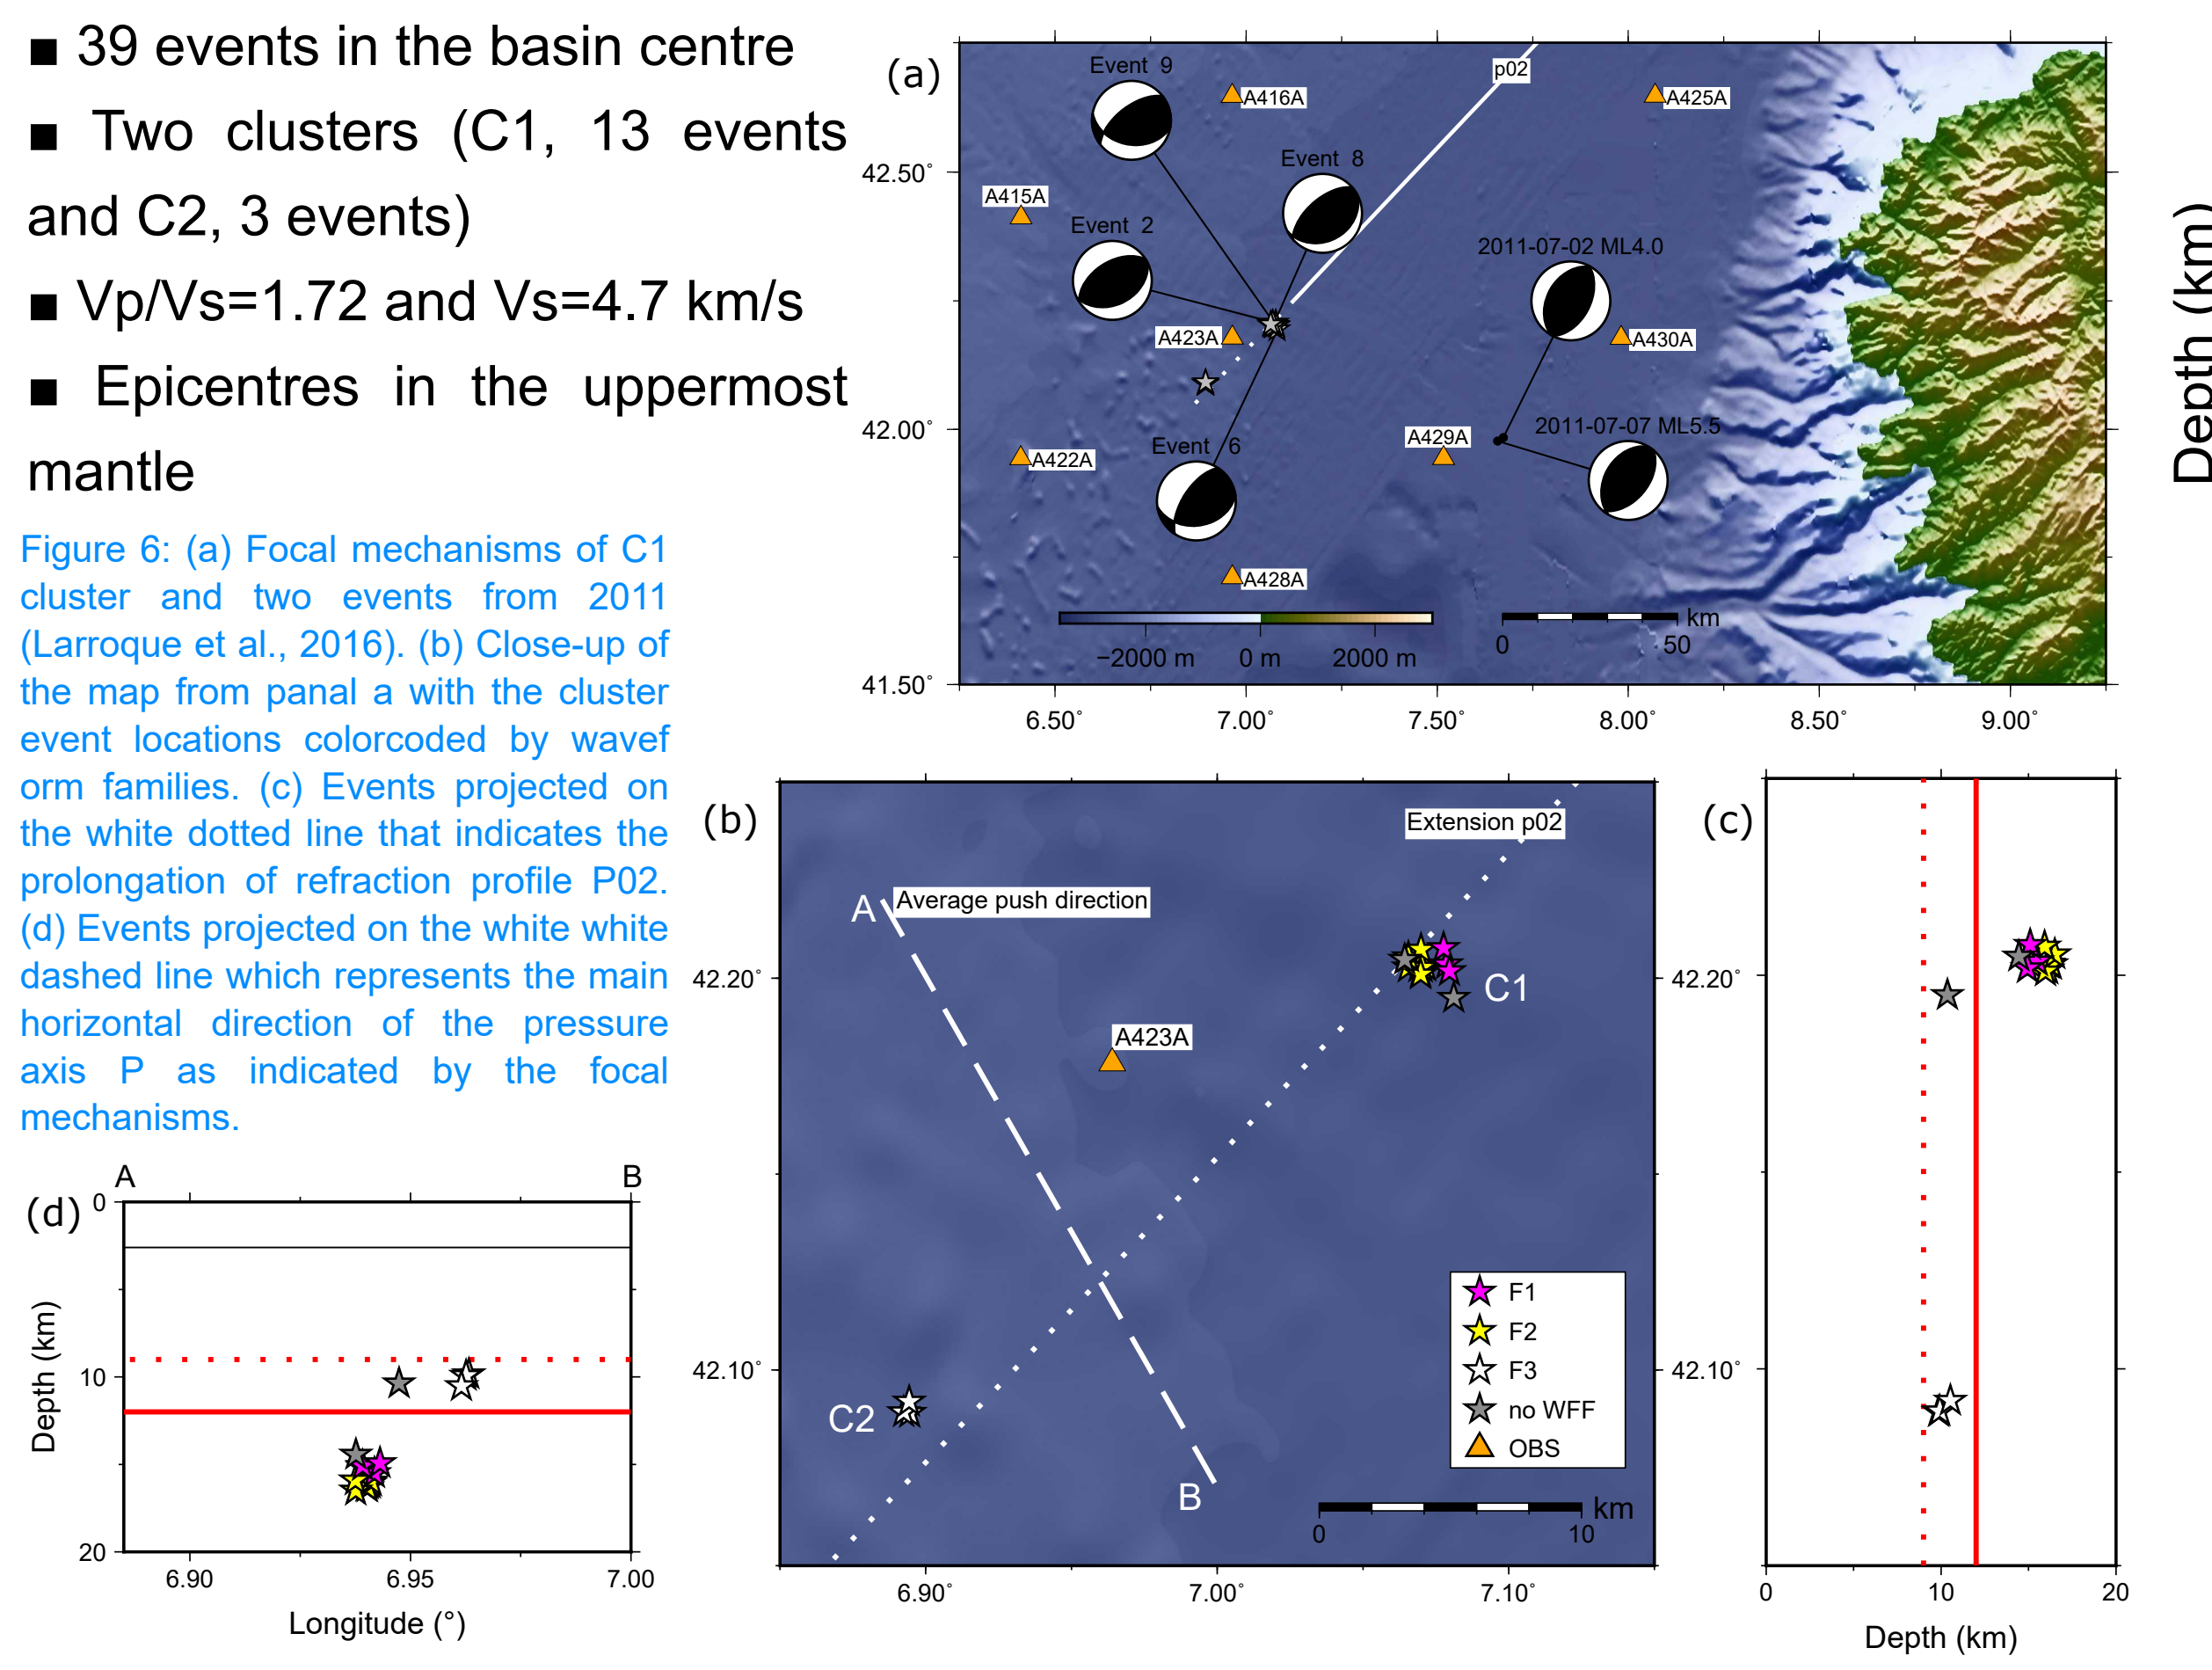 ■ 39 events in the basin centre
■ Two clusters (C1, 13 events
and C2, 3 events)
■ Vp/Vs=1.72 and Vs=4.7 km/s
■ Epicentres in the uppermost
mantle
Figure 6: (a) Focal mechanisms of C1
cluster and two events from 2011
(Larroque et al., 2016). (b) Close-up of
the map from panal a with the cluster
event locations colorcoded by wavef
orm families. (c) Events projected on
the white dotted line that indicates the
prolongation of refraction profile P02.
(d) Events projected on the white white
dashed line which represents the main
horizontal direction of the pressure
axis P as indicated by the focal
mechanisms.
(a)
Event 9
p02
A416A
A425A
Event 8
42.50°
A415A
Event 2
2011-07-02 ML4.0
A423A
A430A
42.00°
A429A
2011-07-07 ML5.5
Event 6
A422A
A428A
km
0
50
−2000 m
0 m
2000 m
41.50°
6.50°
7.00°
7.50°
8.00°
8.50°
9.00°
Depth (km)
(b)
Extension p02
A
Average push direction
42.20°
C1
A423A
42.10°
C2
B
F1
F2
F3
no WFF
OBS
km
0
10
6.90°
7.00°
7.10°
(c)
42.20°
42.10°
0
10
20
Depth (km)
(d)
A
B
0
10
20
Depth (km)
6.90
6.95
7.00
Longitude (°)